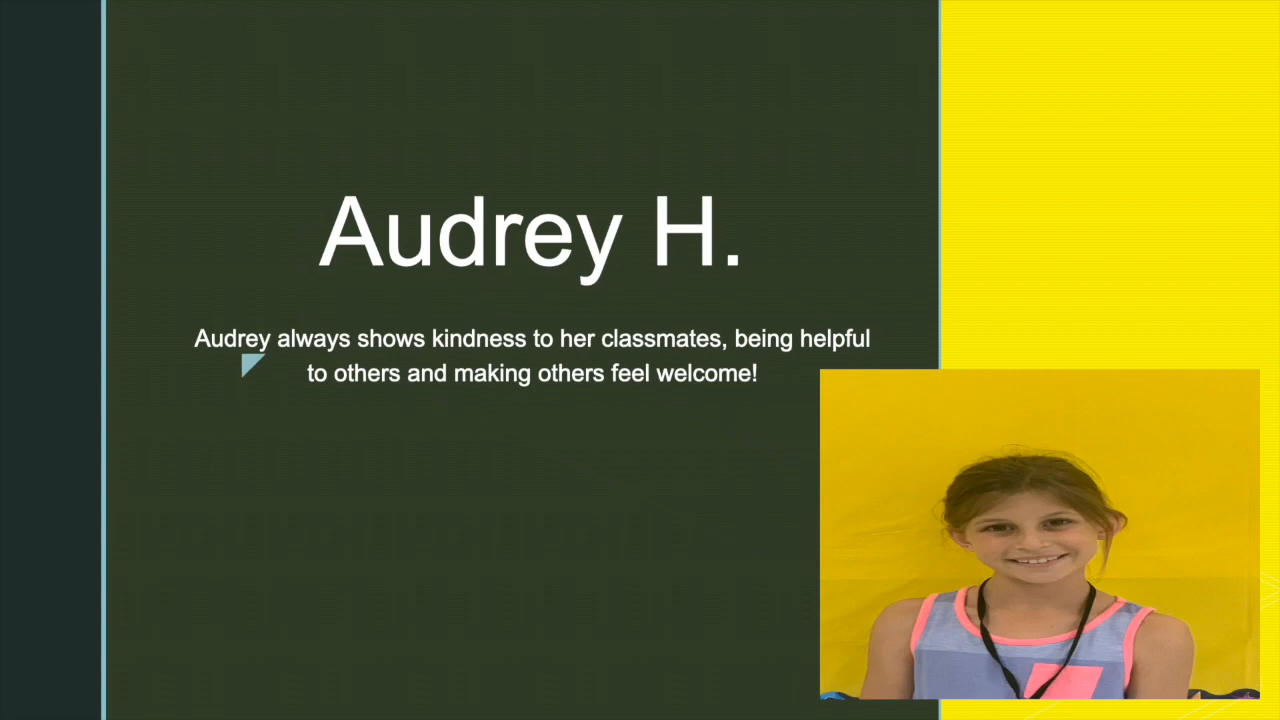 Audrey H.
Audrey always shows kindness to her classmates, being helpful
to others and making others feel welcome!